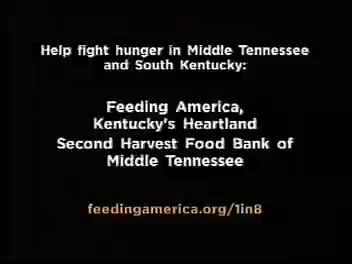 Help fight hunger in Middle Tennessee
and South Kentucky:
Feeding America,
Kentucky's Heartland
Second Harvest Food Bank of
Middle Tennessee
feedingamerica.org/1in8